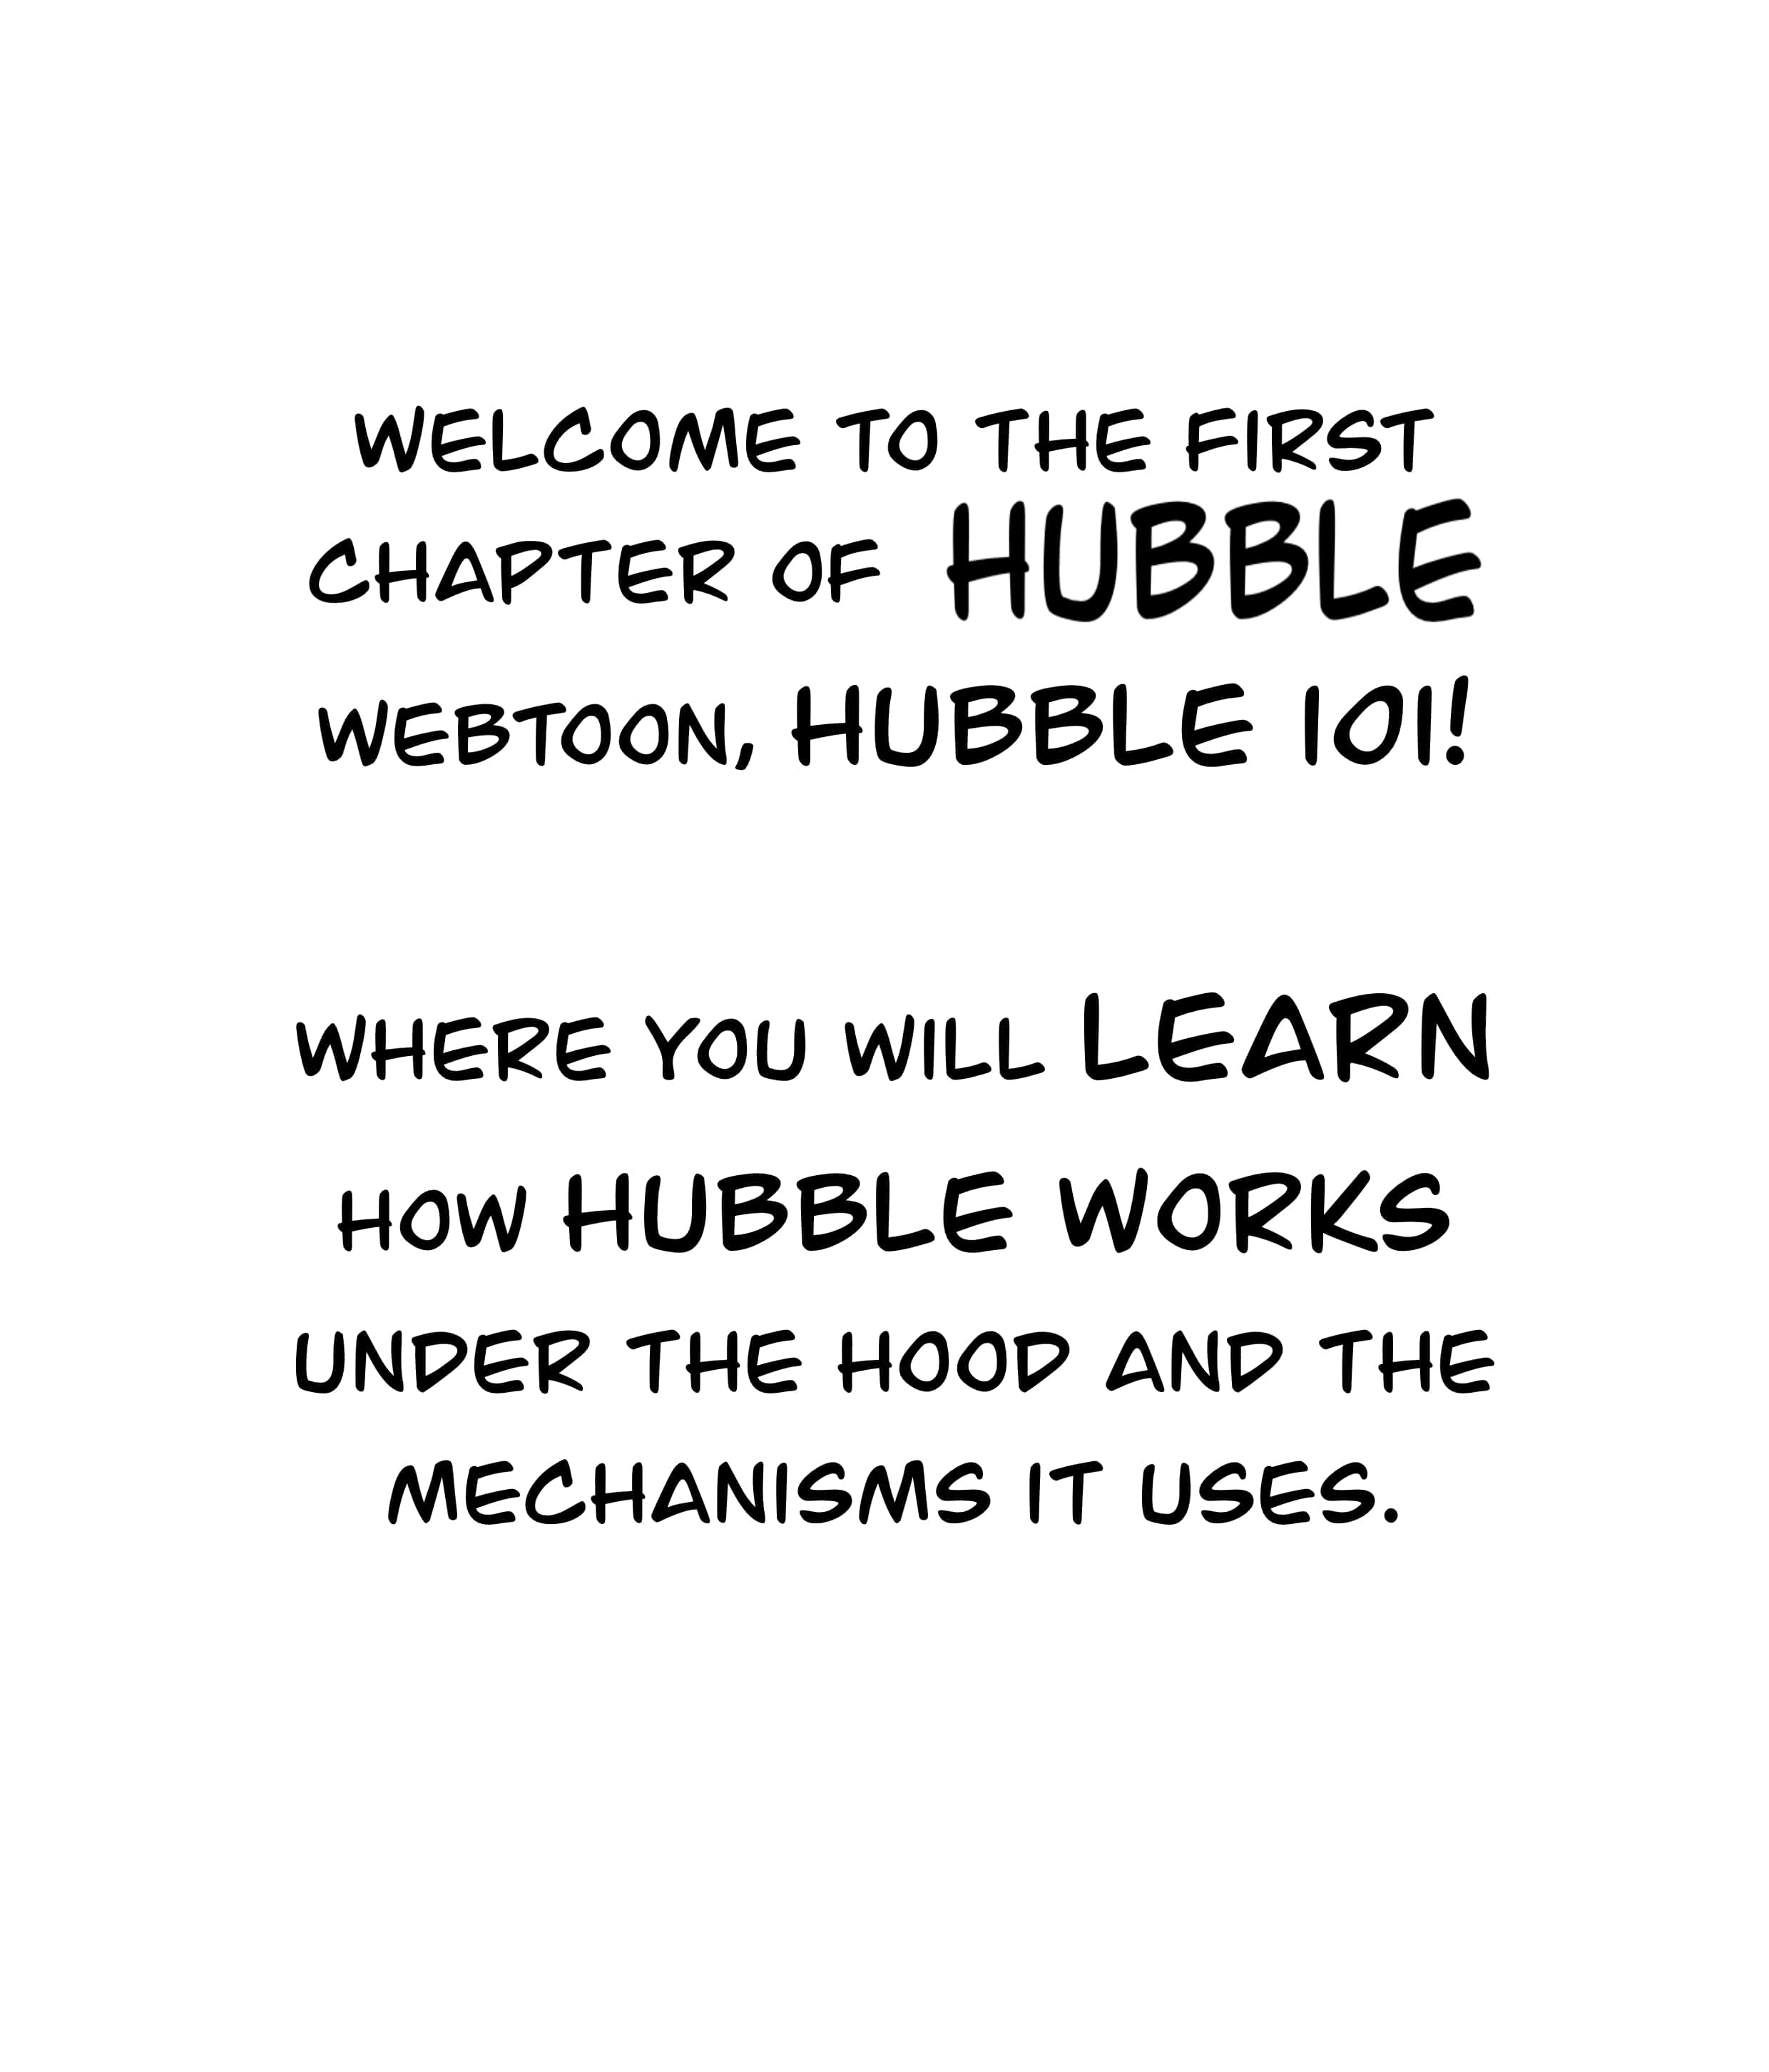 WELCOME TO THE FIRST
CHAPTER OF HUBBLE
WEBTOON, HUBBLE 101!
WHERE YOU WILL LEARN
HOW HUBBLE WORKS
UNDER THE HOOD AND THE
MECHANISMS IT USES.